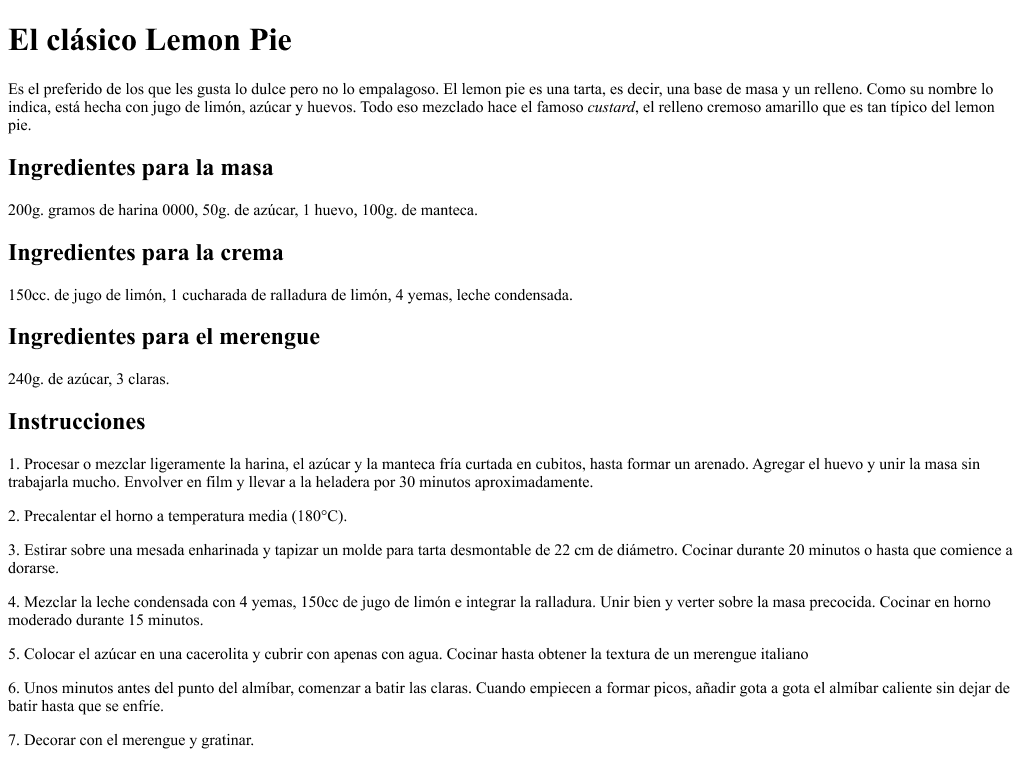 El clásico Lemon Pie
Es el preferido de los que les gusta lo dulce pero no lo empalagoso. El lemon pie es una tarta, es decir, una base de masa y un relleno. Como su nombre lo
indica, está hecha con jugo de limón, azúcar y huevos. Todo eso mezclado hace el famoso custard, el relleno cremoso amarillo que es tan típico del lemon
pie.
Ingredientes para la masa
200g. gramos de harina 0000, 50g. de azúcar, 1 huevo, 100g. de manteca.
Ingredientes para la crema
150cc. de jugo de limón, 1 cucharada de ralladura de limón, 4 yemas, leche condensada.
Ingredientes para el merengue
240g. de azúcar, 3 claras.
Instrucciones
1. Procesar o mezclar ligeramente la harina, el azúcar y la manteca fría curtada en cubitos, hasta formar un arenado. Agregar el huevo y unir la masa sin
trabajarla mucho. Envolver en film y llevar a la heladera por 30 minutos aproximadamente.
2. Precalentar el horno a temperatura media (180°C).
3. Estirar sobre una mesada enharinada y tapizar un molde para tarta desmontable de 22 cm de diámetro. Cocinar durante 20 minutos o hasta que comience a
dorarse.
4. Mezclar la leche condensada con 4 yemas, 150cc de jugo de limón e integrar la ralladura. Unir bien y verter sobre la masa precocida. Cocinar en horno
moderado durante 15 minutos.
5. Colocar el azúcar en una cacerolita y cubrir con apenas con agua. Cocinar hasta obtener la textura de un merengue italiano
6. Unos minutos antes del punto del almíbar, comenzar a batir las claras. Cuando empiecen a formar picos, añadir gota a gota el almíbar caliente sin dejar de
batir hasta que se enfríe.
7. Decorar con el merengue y gratinar.